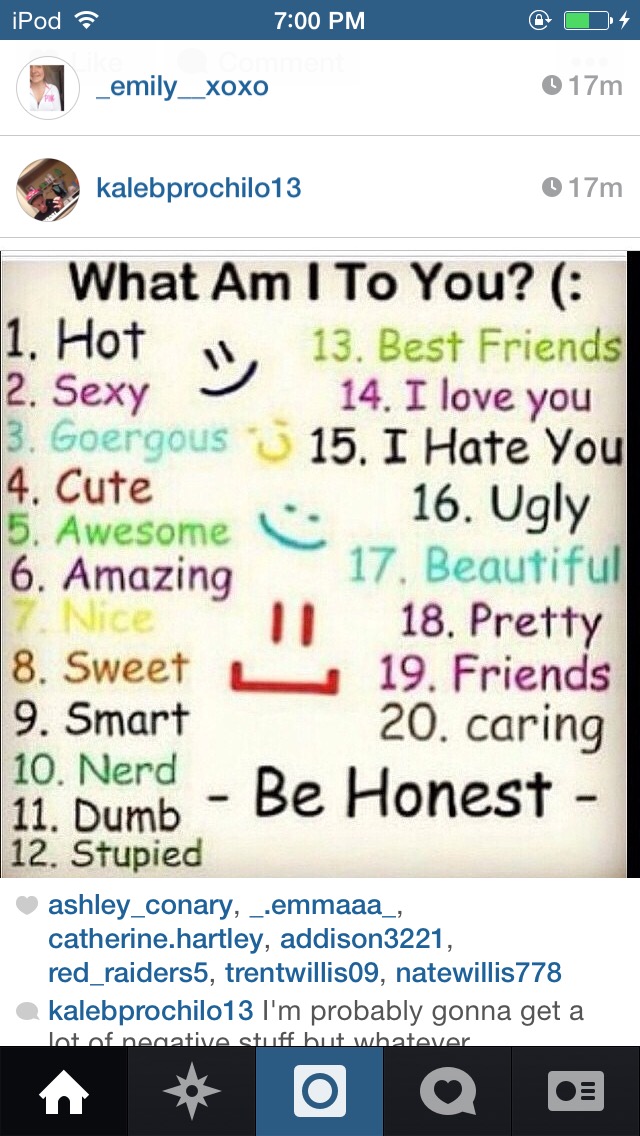 iPod 7:00 PM
Like Comment
_emily__xoxo 17m
kalebprochilo13 17m
What Am I To You? (:
1. Hot
2. Sexy
3. Goergous
4. Cute
5. Awesome
6. Amazing
7. Nice
8. Sweet
9. Smart
10. Nerd
11. Dumb
12. Stupied
13. Best Friends
14. I love you
15. I Hate You
16. Ugly
17. Beautiful
18. Pretty
19. Friends
20. caring
- Be Honest -
ashley_conary, _.emmaaa_,
catherine.hartley, addison3221,
red_raiders5, trentwillis09, natewillis778
kalebprochilo13 I'm probably gonna get a
lot of negative stuff but whatever